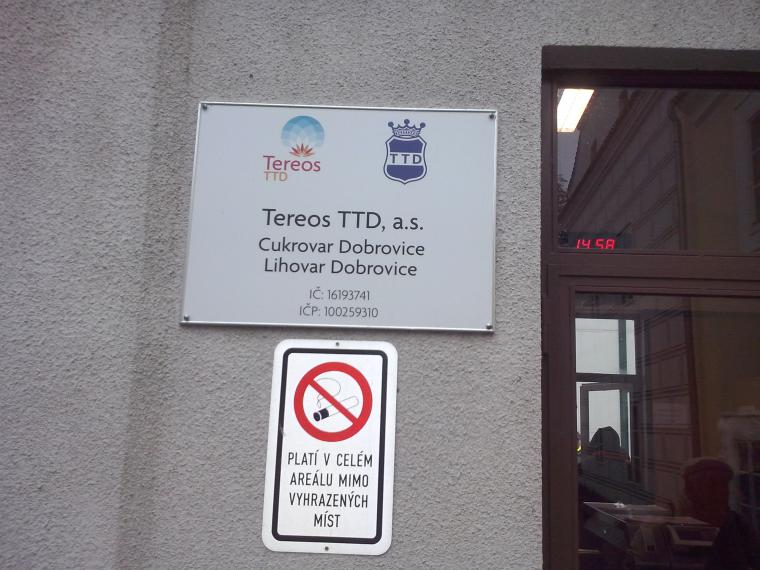 Tereos
TTD
TTD
Tereos TTD, a.s.
Cukrovar Dobrovice
Lihovar Dobrovice
IČ: 16193741
IČP: 100259310
14.58
PLATÍ V CELÉM
AREÁLU MIMO
VYHRAZENÝCH
MÍST